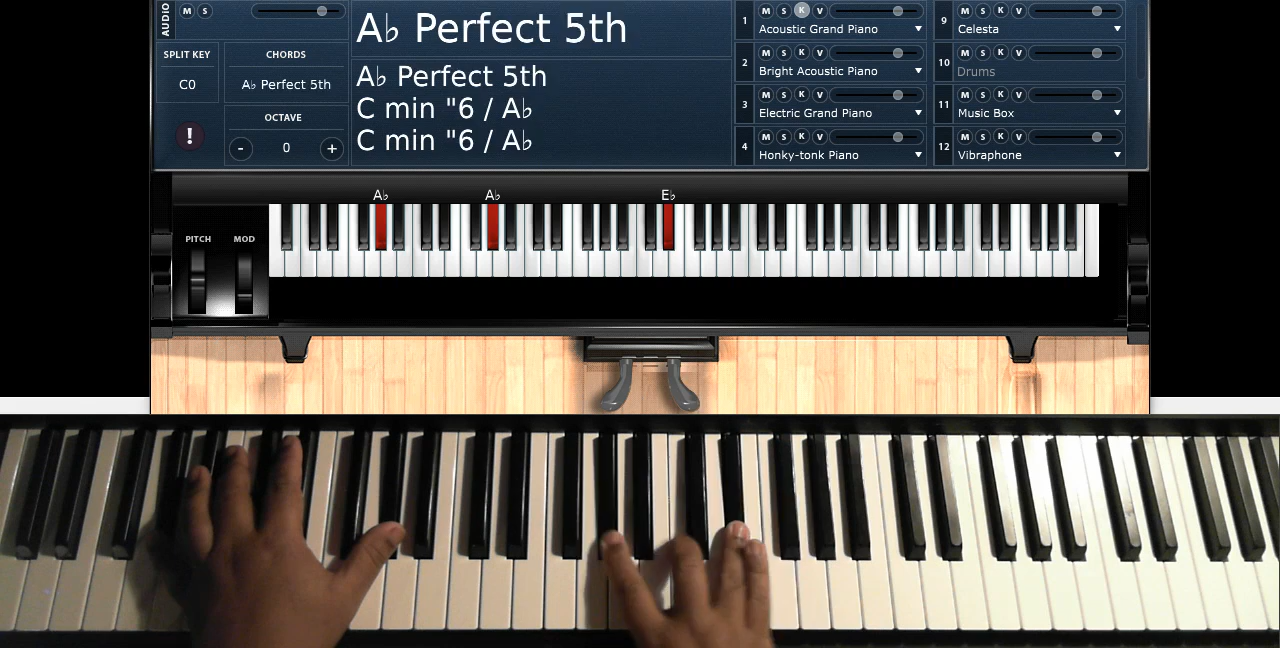 AUDIO
M S
SPLIT KEY
C0
!
CHORDS
A♭ Perfect 5th
OCTAVE
- 0 +
A♭ Perfect 5th
A♭ Perfect 5th
C min "6 / A♭
C min "6 / A♭
1 M S K V
Acoustic Grand Piano
2 M S K V
Bright Acoustic Piano
3 M S K V
Electric Grand Piano
4 M S K V
Honky-tonk Piano
9 M S K V
Celesta
10 M S K V
Drums
11 M S K V
Music Box
12 M S K V
Vibraphone
A♭ A♭ E♭
PITCH MOD